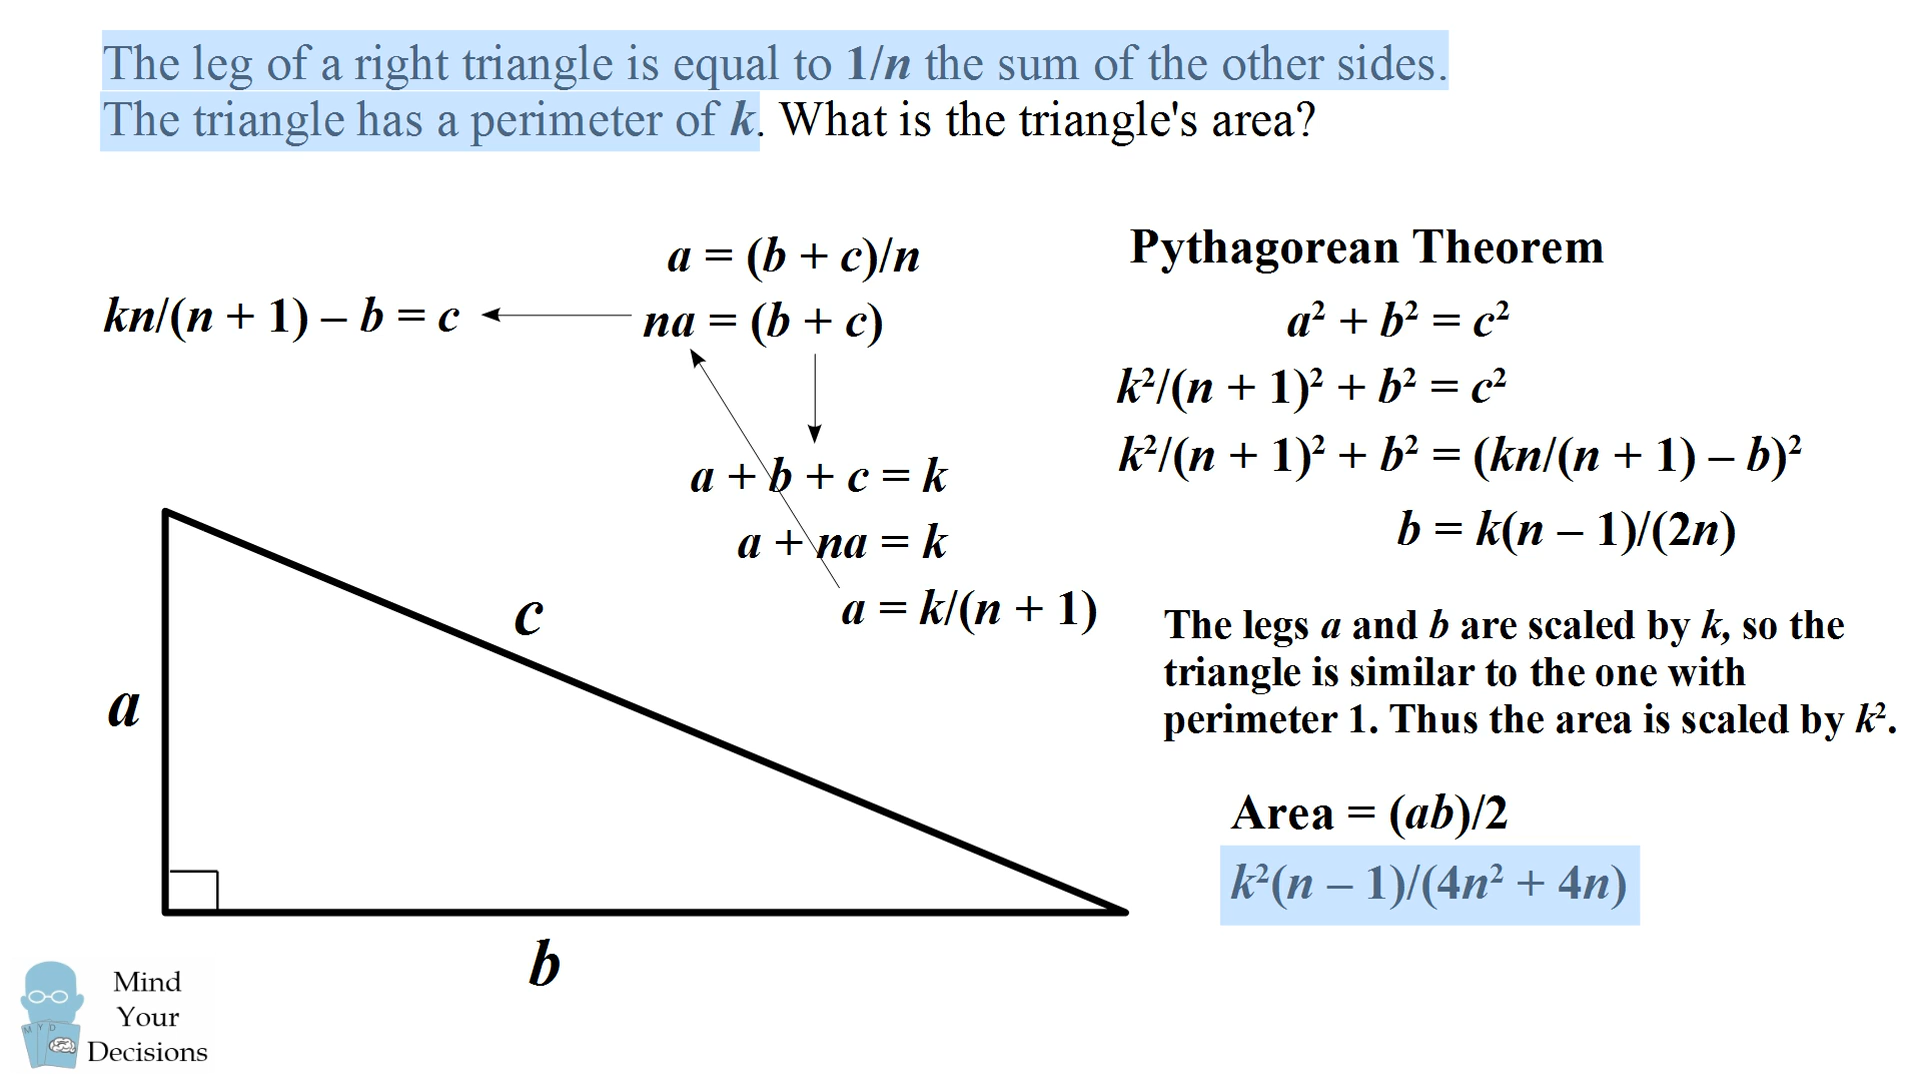 The leg of a right triangle is equal to 1/n the sum of the other sides.
The triangle has a perimeter of k. What is the triangle's area?
a = (b + c)/n
kn/(n + 1) – b = c
na = (b + c)
a + b + c = k
a + na = k
a = k/(n + 1)
Pythagorean Theorem
a² + b² = c²
k²/(n + 1)² + b² = c²
k²/(n + 1)² + b² = (kn/(n + 1) – b)²
b = k(n – 1)/(2n)
The legs a and b are scaled by k, so the
triangle is similar to the one with
perimeter 1. Thus the area is scaled by k².
Area = (ab)/2
k²(n – 1)/(4n² + 4n)
c
a
b
M Y D
Mind
Your
Decisions